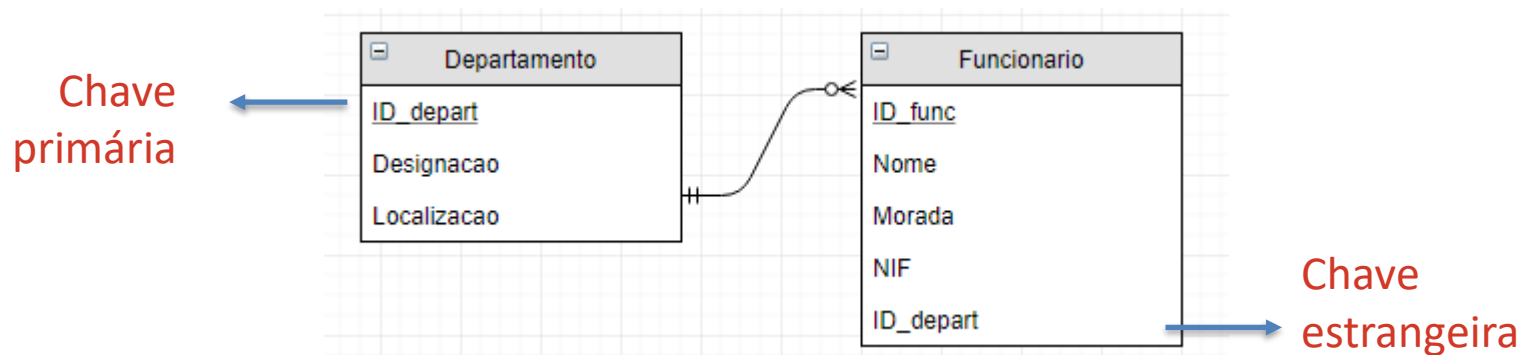 Chave
primária
Departamento
ID_depart
Designacao
Localizacao
Funcionario
ID_func
Nome
Morada
NIF
ID_depart
Chave
estrangeira